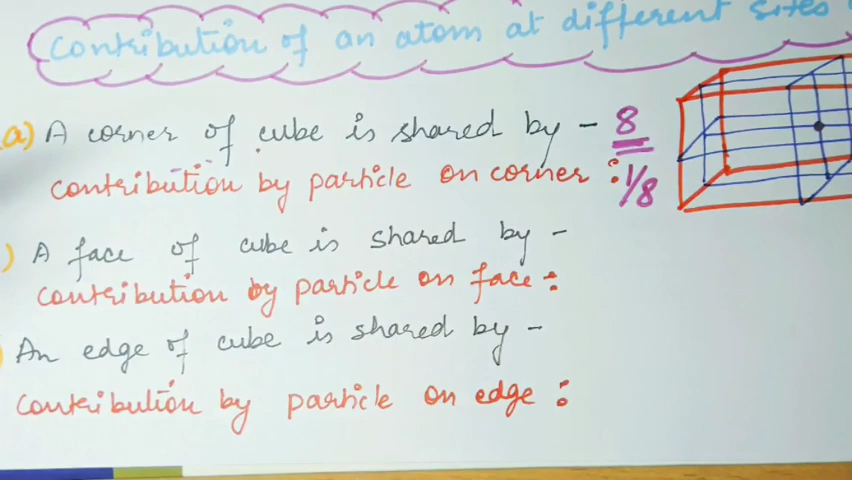 Contribution of an atom at different sites
a) A corner of cube is shared by - 8
contribution by particle on corner : 1/8
) A face of cube is shared by -
contribution by particle on face :
An edge of cube is shared by -
contribution by particle on edge :